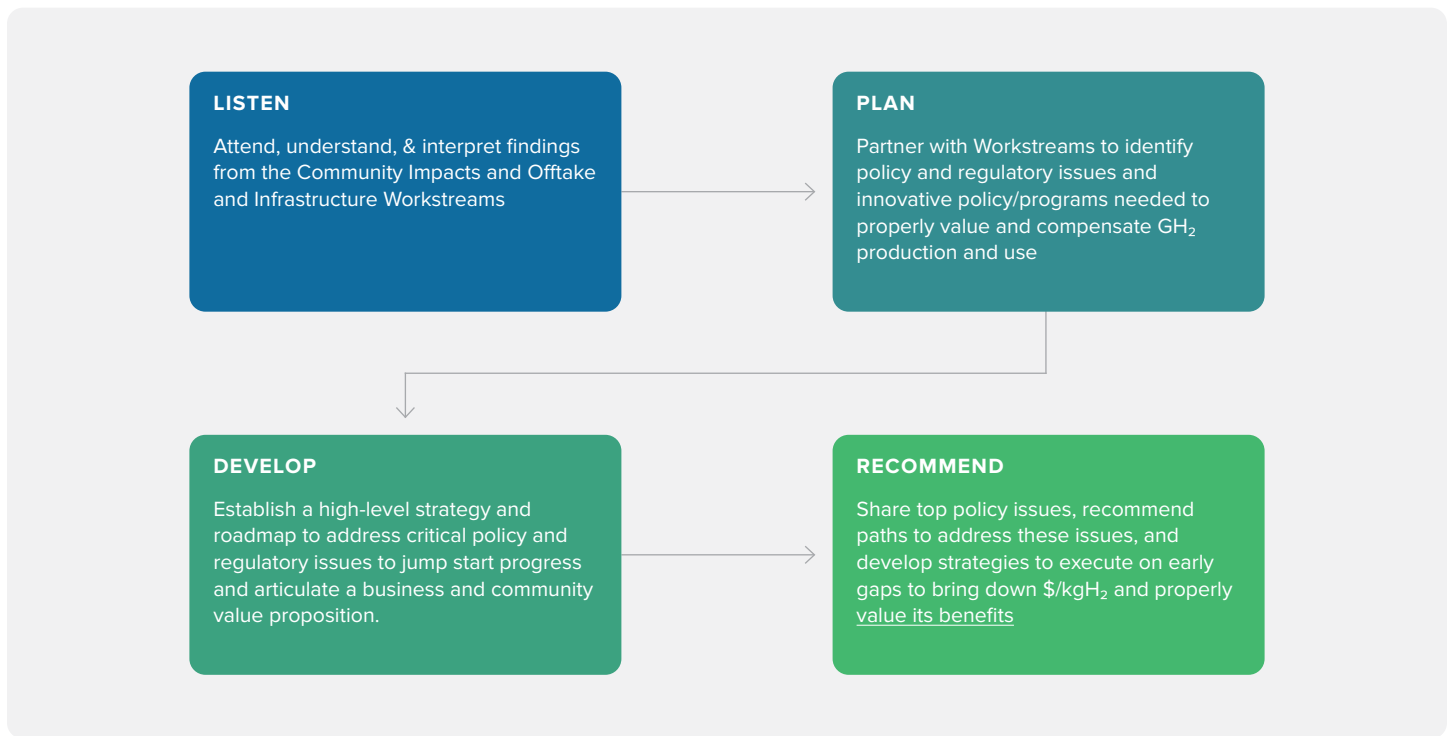 LISTEN
Attend, understand, & interpret findings
from the Community Impacts and Offtake
and Infrastructure Workstreams
PLAN
Partner with Workstreams to identify
policy and regulatory issues and
innovative policy/programs needed to
properly value and compensate GH₂
production and use
DEVELOP
Establish a high-level strategy and
roadmap to address critical policy and
regulatory issues to jump start progress
and articulate a business and community
value proposition.
RECOMMEND
Share top policy issues, recommend
paths to address these issues, and
develop strategies to execute on early
gaps to bring down $/kgH₂ and properly
value its benefits